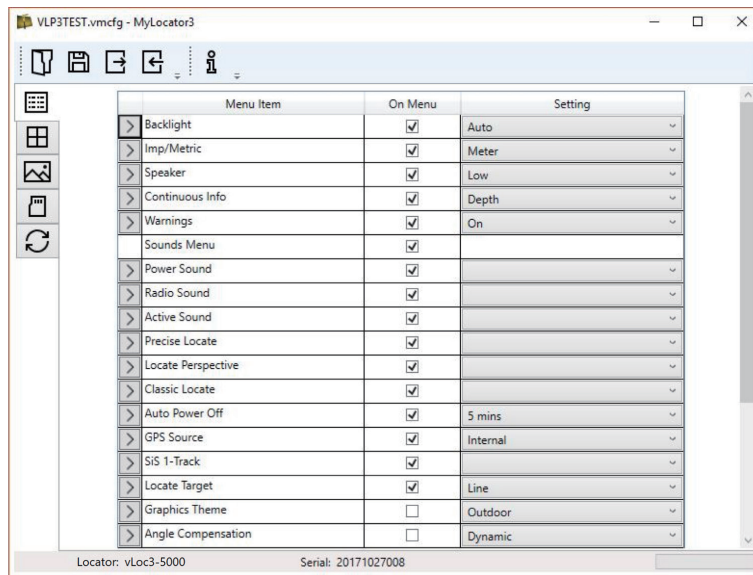 VLP3TEST.vmcfg - MyLocator3
Menu Item On Menu Setting
Backlight Auto
Imp/Metric Meter
Speaker Low
Continuous Info Depth
Warnings On
Sounds Menu
Power Sound
Radio Sound
Active Sound
Precise Locate
Locate Perspective
Classic Locate
Auto Power Off 5 mins
GPS Source Internal
SiS 1-Track
Locate Target Line
Graphics Theme Outdoor
Angle Compensation Dynamic
Locator: vLoc3-5000 Serial: 20171027008